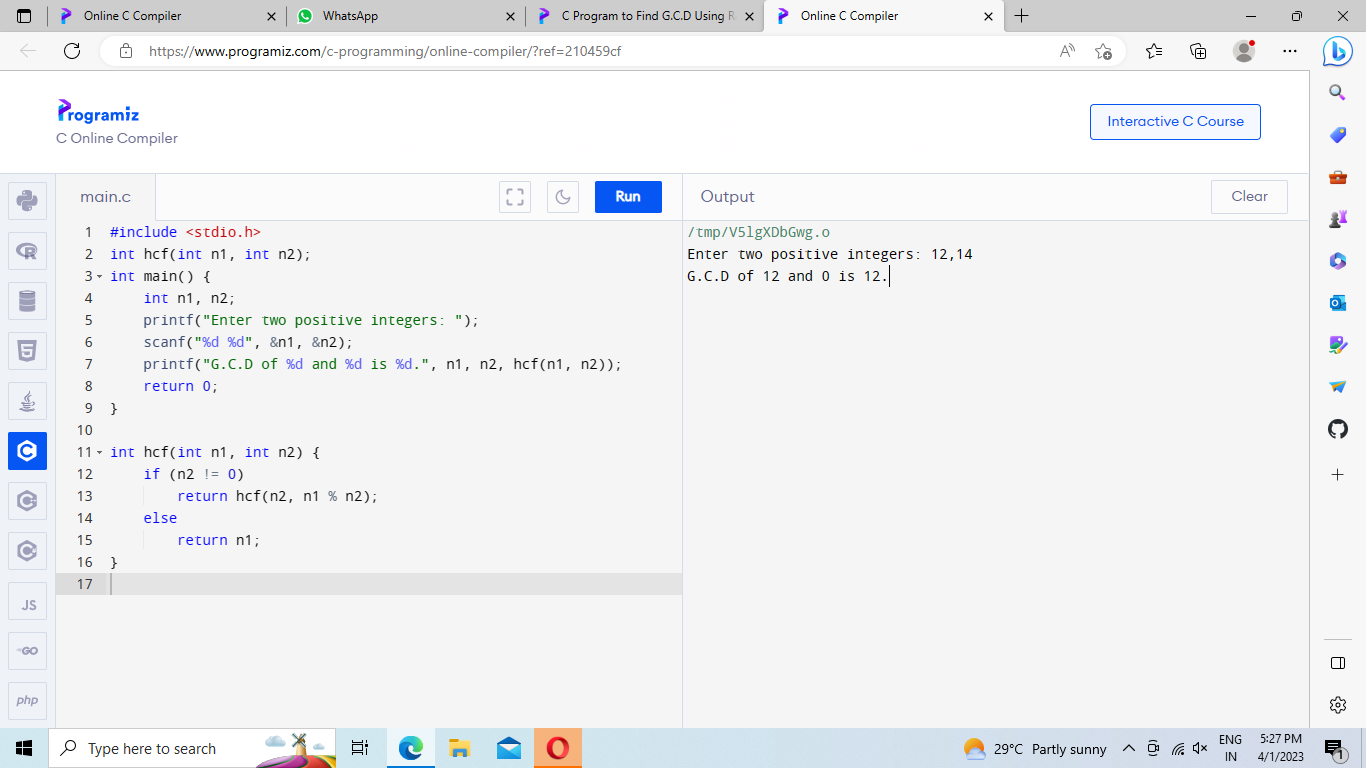 Online C Compiler
WhatsApp
C Program to Find G.C.D Using R
Online C Compiler
https://www.programiz.com/c-programming/online-compiler/?ref=210459cf
Programiz
C Online Compiler
Interactive C Course
main.c
Run
Output
Clear
1 #include <stdio.h>
2 int hcf(int n1, int n2);
3 int main() {
4 int n1, n2;
5 printf("Enter two positive integers: ");
6 scanf("%d %d", &n1, &n2);
7 printf("G.C.D of %d and %d is %d.", n1, n2, hcf(n1, n2));
8 return 0;
9 }
10
11 int hcf(int n1, int n2) {
12 if (n2 != 0)
13 return hcf(n2, n1 % n2);
14 else
15 return n1;
16 }
17
/tmp/V5lgXDbGwg.o
Enter two positive integers: 12,14
G.C.D of 12 and 0 is 12.
JS
GO
php
Type here to search
29°C Partly sunny
ENG
IN
5:27 PM
4/1/2023
1